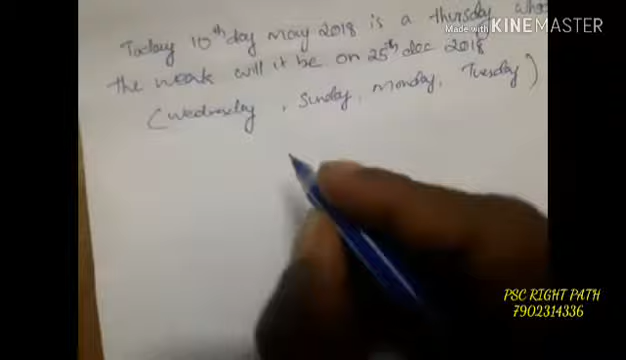 Today 10th day may 2018 is a thursday
Made with KINEMASTER
the weak will it be on 25th dec 2018
(wednesday , Sunday, monday, Tuesday)
PSC RIGHT PATH
7902314336